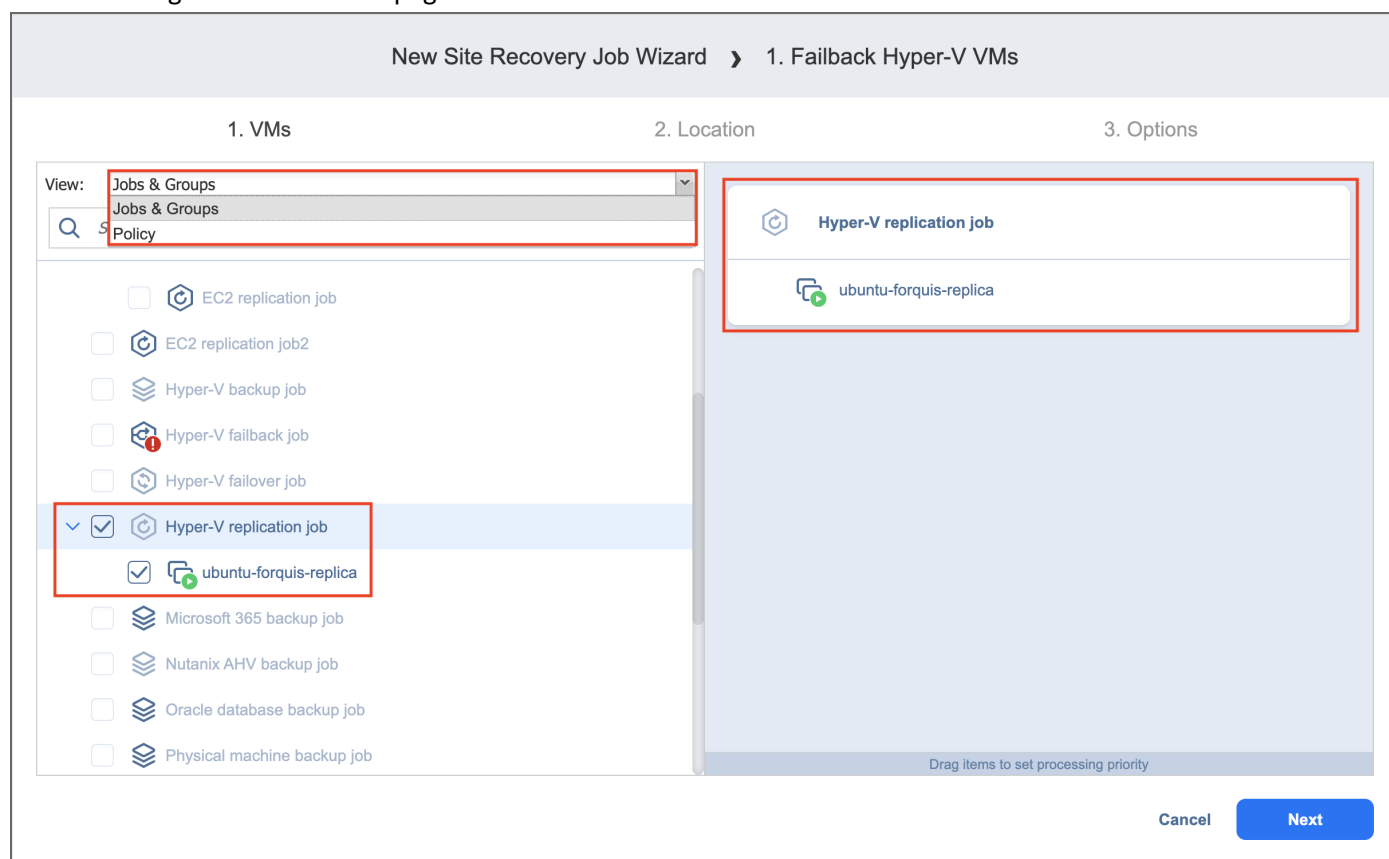 New Site Recovery Job Wizard ❯ 1. Failback Hyper-V VMs
1. VMs
2. Location
3. Options
View: Jobs & Groups
Jobs & Groups
Policy
EC2 replication job
EC2 replication job2
Hyper-V backup job
Hyper-V failback job
Hyper-V failover job
Hyper-V replication job
ubuntu-forquis-replica
Microsoft 365 backup job
Nutanix AHV backup job
Oracle database backup job
Physical machine backup job
Hyper-V replication job
ubuntu-forquis-replica
Drag items to set processing priority
Cancel
Next